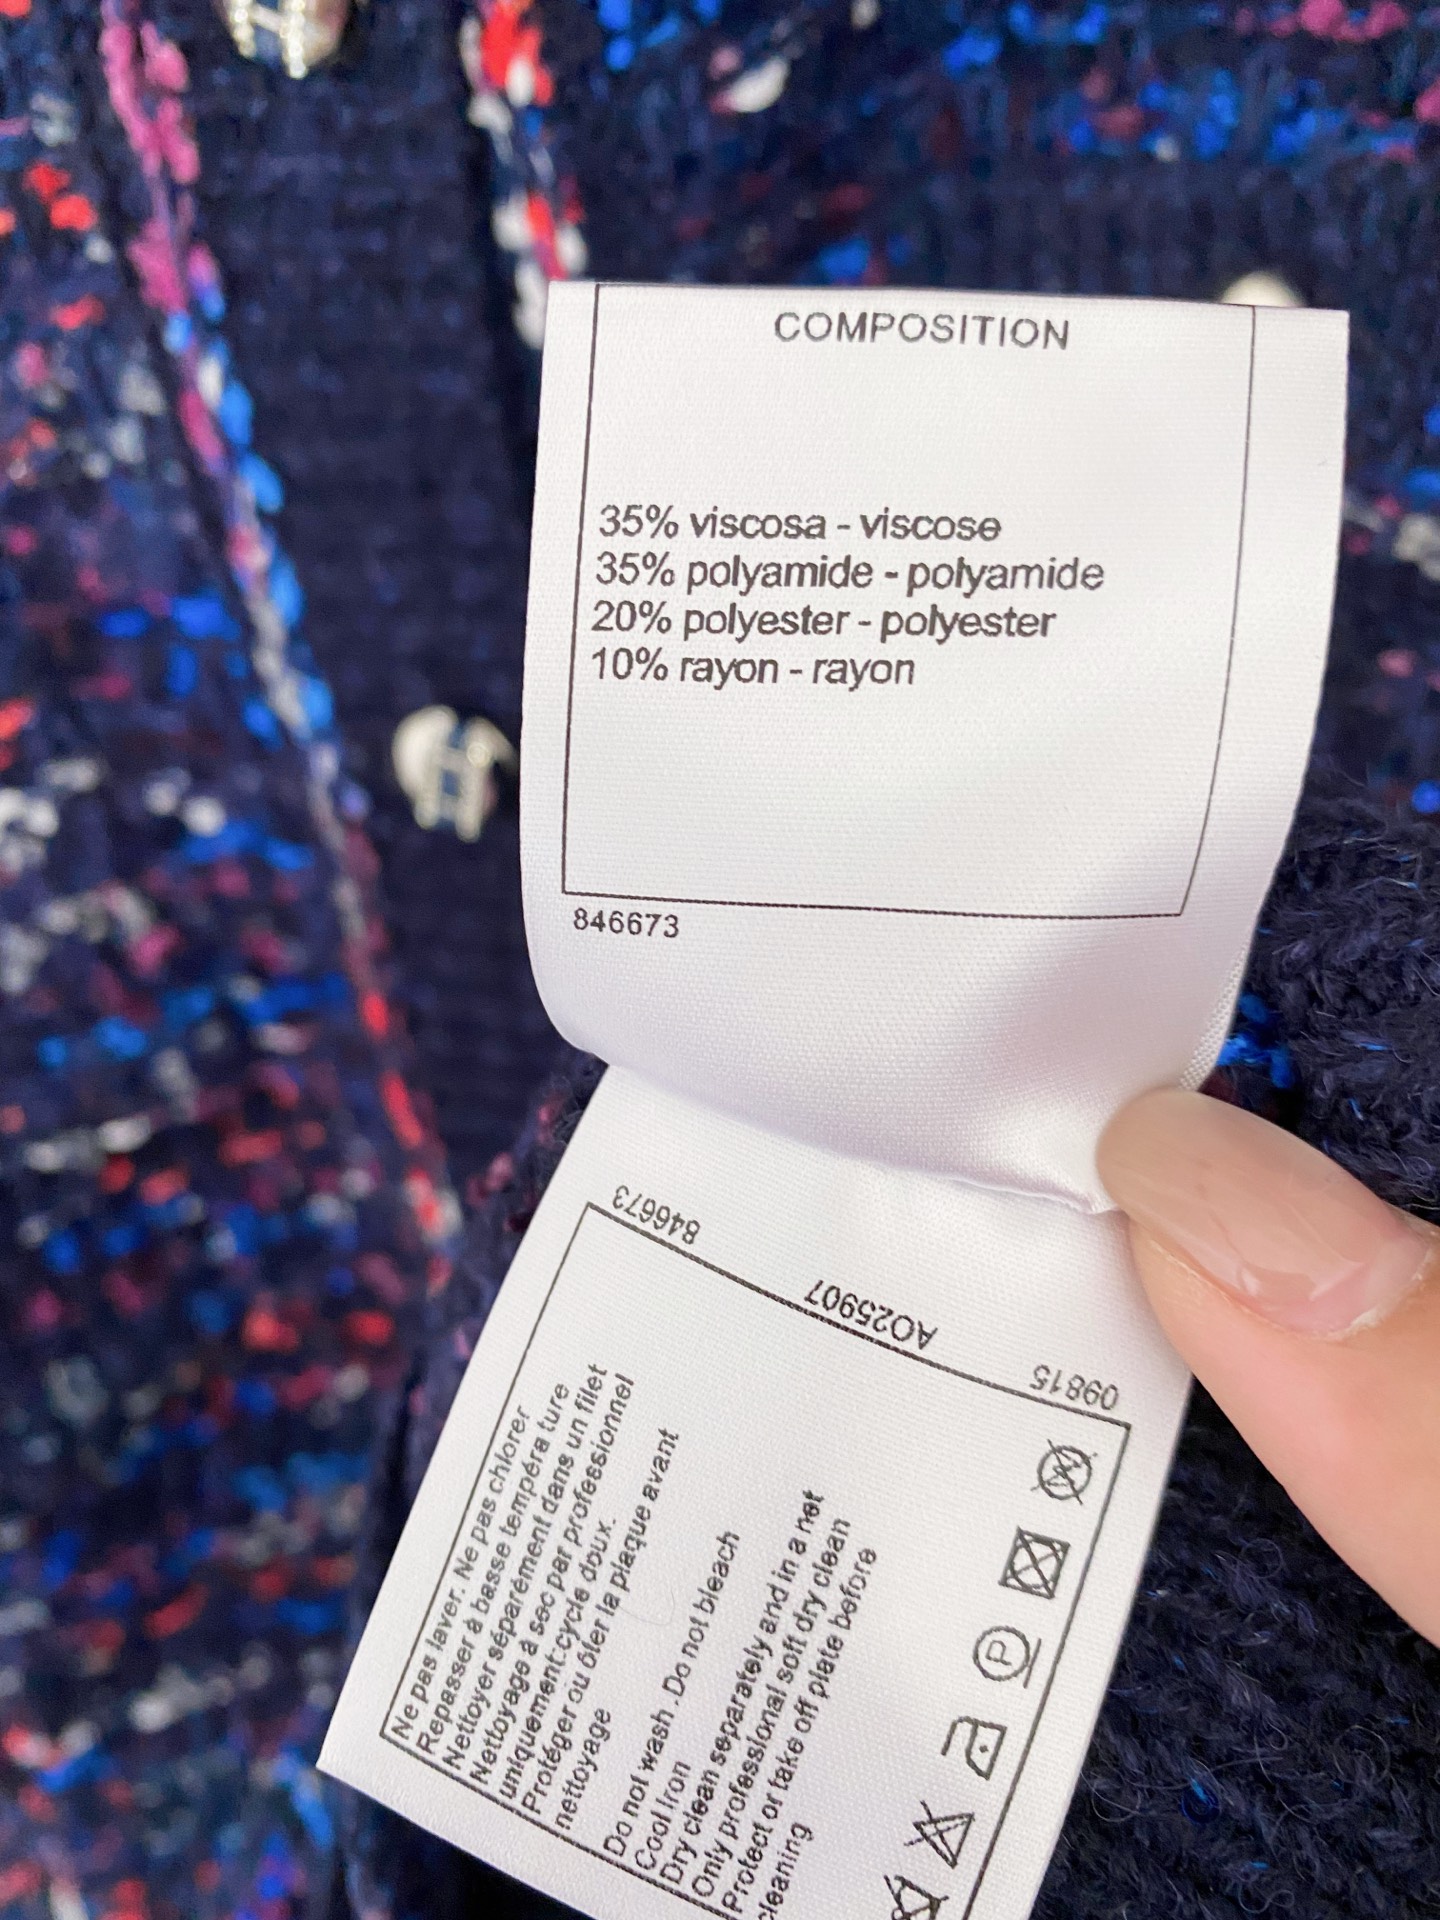 COMPOSITION
35% viscosa - viscose
35% polyamide - polyamide
20% polyester - polyester
10% rayon - rayon
846673
846673
AO25907
09815
Ne pas laver. Ne pas chlorer
Repasser à basse tempéra ture
Nettoyer séparément dans un filet
Nettoyage à sec par professionnel
uniquement:cycle doux.
Protéger ou ôler la plaque avant
nettoyage
Do not wash .Do not bleach
Cool Iron
Dry clean separately and in a net
Only professional soft dry clean
Protect or take off plate before
cleaning
P